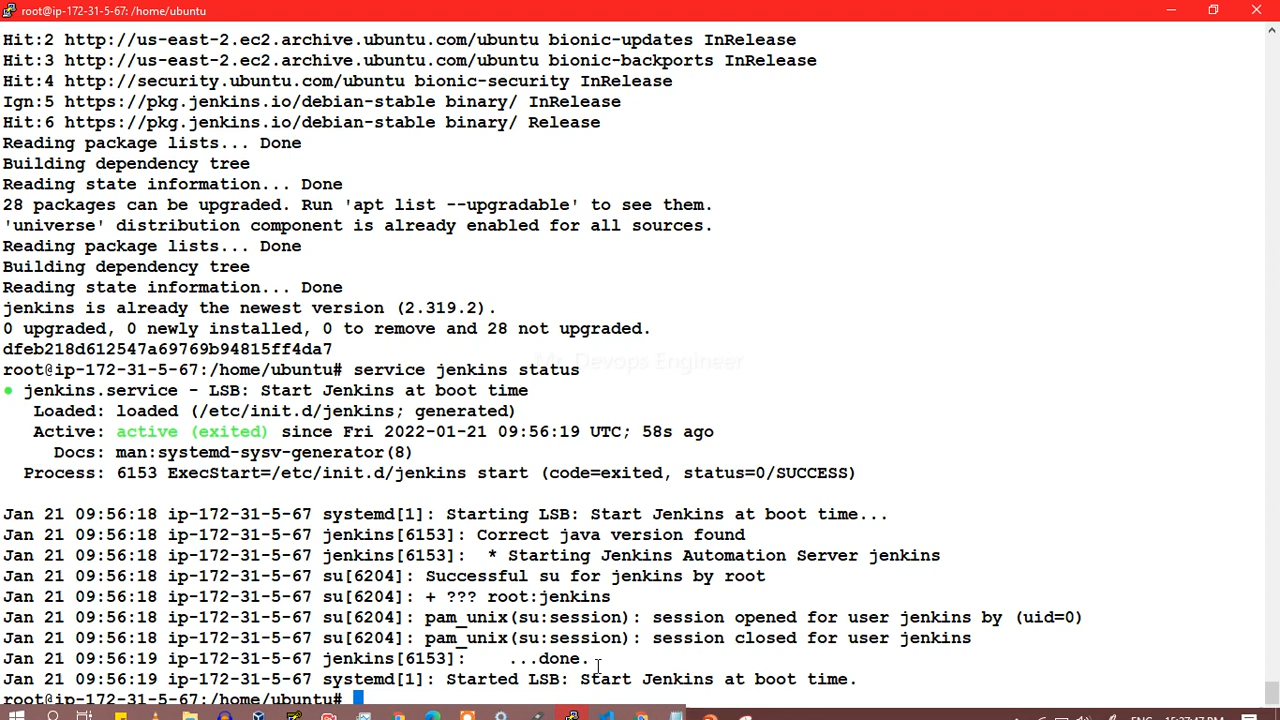 root@ip-172-31-5-67: /home/ubuntu
Hit:2 http://us-east-2.ec2.archive.ubuntu.com/ubuntu bionic-updates InRelease
Hit:3 http://us-east-2.ec2.archive.ubuntu.com/ubuntu bionic-backports InRelease
Hit:4 http://security.ubuntu.com/ubuntu bionic-security InRelease
Ign:5 https://pkg.jenkins.io/debian-stable binary/ InRelease
Hit:6 https://pkg.jenkins.io/debian-stable binary/ Release
Reading package lists... Done
Building dependency tree
Reading state information... Done
28 packages can be upgraded. Run 'apt list --upgradable' to see them.
'universe' distribution component is already enabled for all sources.
Reading package lists... Done
Building dependency tree
Reading state information... Done
jenkins is already the newest version (2.319.2).
0 upgraded, 0 newly installed, 0 to remove and 28 not upgraded.
dfeb218d612547a69769b94815ff4da7
Mr. Devops Engineer
root@ip-172-31-5-67:/home/ubuntu# service jenkins status
● jenkins.service - LSB: Start Jenkins at boot time
Loaded: loaded (/etc/init.d/jenkins; generated)
Active: active (exited) since Fri 2022-01-21 09:56:19 UTC; 58s ago
Docs: man:systemd-sysv-generator(8)
Process: 6153 ExecStart=/etc/init.d/jenkins start (code=exited, status=0/SUCCESS)
Jan 21 09:56:18 ip-172-31-5-67 systemd[1]: Starting LSB: Start Jenkins at boot time...
Jan 21 09:56:18 ip-172-31-5-67 jenkins[6153]: Correct java version found
Jan 21 09:56:18 ip-172-31-5-67 jenkins[6153]:  * Starting Jenkins Automation Server jenkins
Jan 21 09:56:18 ip-172-31-5-67 su[6204]: Successful su for jenkins by root
Jan 21 09:56:18 ip-172-31-5-67 su[6204]: + ??? root:jenkins
Jan 21 09:56:18 ip-172-31-5-67 su[6204]: pam_unix(su:session): session opened for user jenkins by (uid=0)
Jan 21 09:56:18 ip-172-31-5-67 su[6204]: pam_unix(su:session): session closed for user jenkins
Jan 21 09:56:19 ip-172-31-5-67 jenkins[6153]:    ...done.
Jan 21 09:56:19 ip-172-31-5-67 systemd[1]: Started LSB: Start Jenkins at boot time.
root@ip-172-31-5-67:/home/ubuntu#